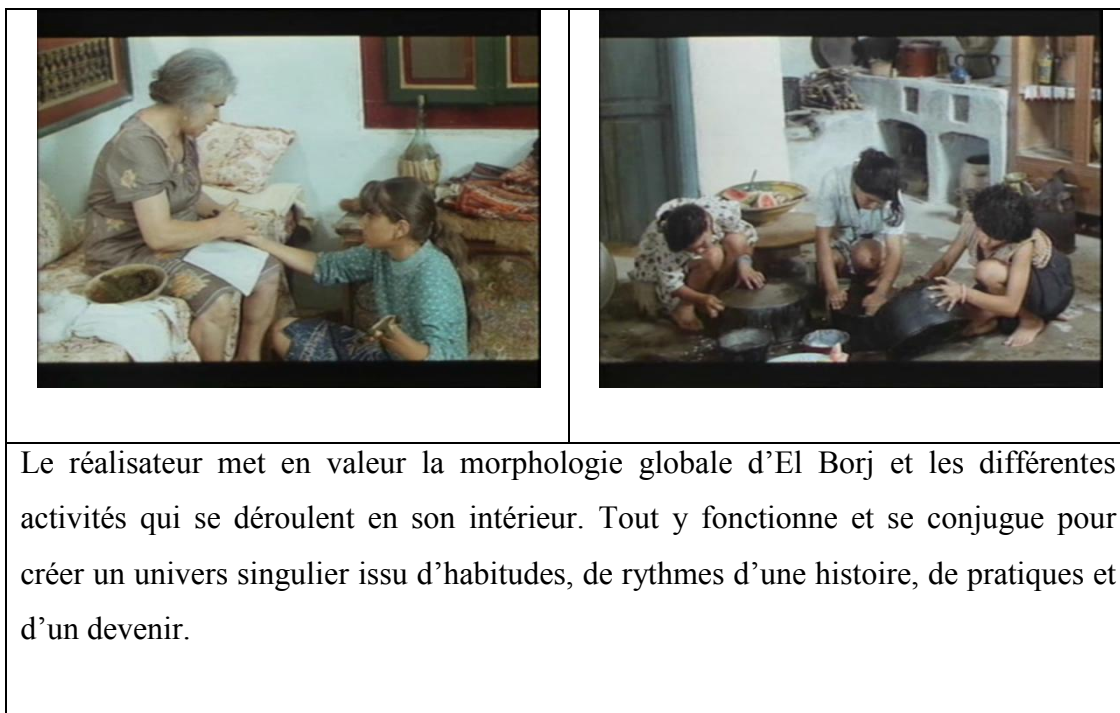 Le réalisateur met en valeur la morphologie globale d’El Borj et les différentes
activités qui se déroulent en son intérieur. Tout y fonctionne et se conjugue pour
créer un univers singulier issu d’habitudes, de rythmes d’une histoire, de pratiques et
d’un devenir.